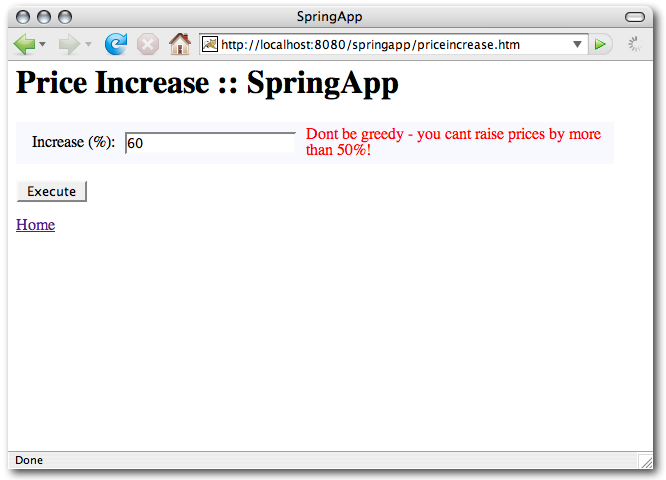 SpringApp
http://localhost:8080/springapp/priceincrease.htm
Price Increase :: SpringApp
Increase (%): 60 Dont be greedy - you cant raise prices by more
than 50%!
Execute
Home
Done